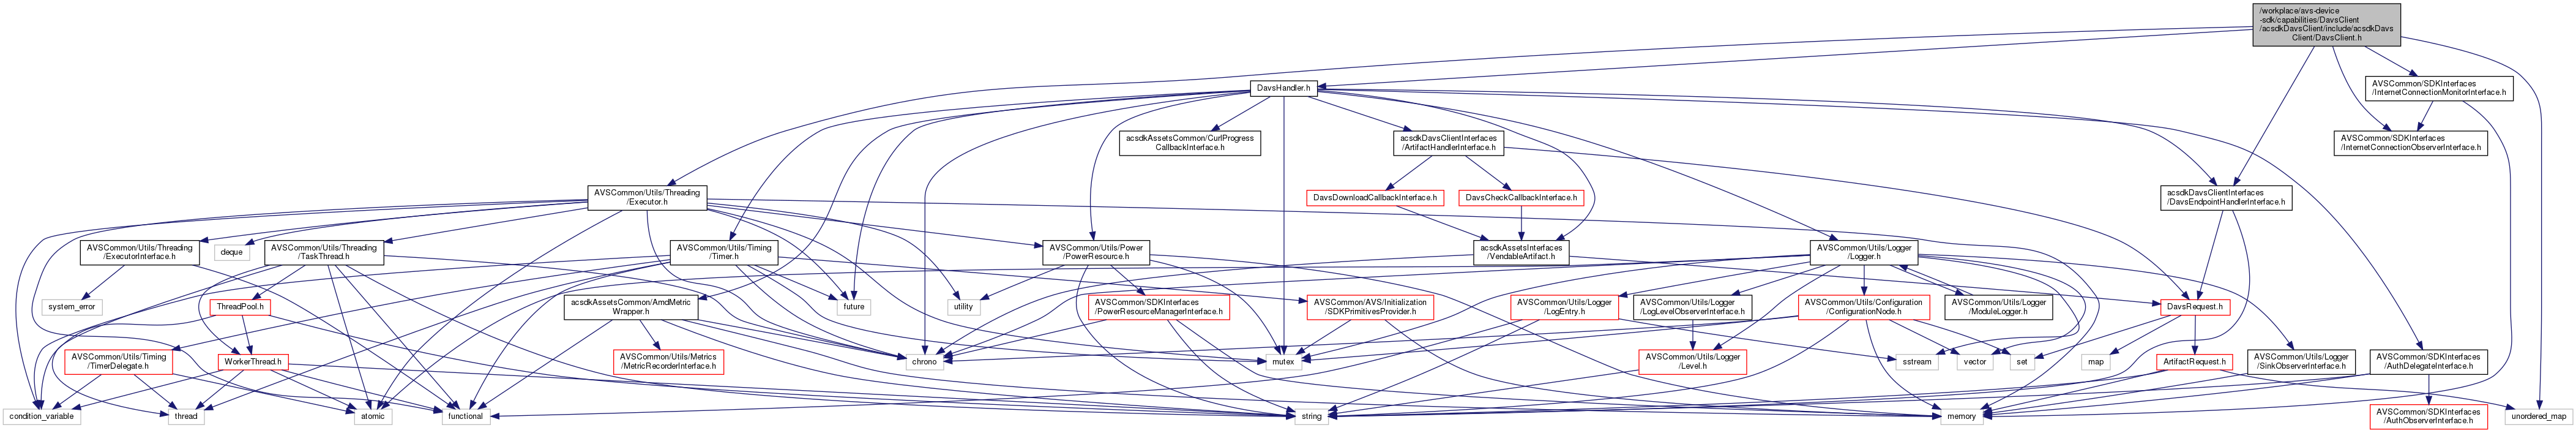 /workplace/avs-device
-sdk/capabilities/DavsClient
/acsdkDavsClient/include/acsdkDavs
Client/DavsClient.h
DavsHandler.h
AVSCommon/SDKInterfaces
/InternetConnectionMonitorInterface.h
acsdkAssetsCommon/CurlProgress
CallbackInterface.h
acsdkDavsClientInterfaces
/ArtifactHandlerInterface.h
AVSCommon/SDKInterfaces
/InternetConnectionObserverInterface.h
AVSCommon/Utils/Threading
/Executor.h
DavsDownloadCallbackInterface.h
DavsCheckCallbackInterface.h
acsdkDavsClientInterfaces
/DavsEndpointHandlerInterface.h
AVSCommon/Utils/Threading
/ExecutorInterface.h
deque
AVSCommon/Utils/Threading
/TaskThread.h
AVSCommon/Utils/Timing
/Timer.h
AVSCommon/Utils/Power
/PowerResource.h
acsdkAssetsInterfaces
/VendableArtifact.h
AVSCommon/Utils/Logger
/Logger.h
system_error
ThreadPool.h
acsdkAssetsCommon/AmdMetric
Wrapper.h
AVSCommon/AVS/Initialization
/SDKPrimitivesProvider.h
future
utility
AVSCommon/SDKInterfaces
/PowerResourceManagerInterface.h
AVSCommon/Utils/Logger
/LogEntry.h
AVSCommon/Utils/Logger
/LogLevelObserverInterface.h
AVSCommon/Utils/Configuration
/ConfigurationNode.h
AVSCommon/Utils/Logger
/ModuleLogger.h
DavsRequest.h
AVSCommon/Utils/Timing
/TimerDelegate.h
WorkerThread.h
AVSCommon/Utils/Metrics
/MetricRecorderInterface.h
chrono
mutex
AVSCommon/Utils/Logger
/Level.h
sstream
vector
set
map
ArtifactRequest.h
AVSCommon/Utils/Logger
/SinkObserverInterface.h
AVSCommon/SDKInterfaces
/AuthDelegateInterface.h
condition_variable
thread
atomic
functional
string
memory
AVSCommon/SDKInterfaces
/AuthObserverInterface.h
unordered_map